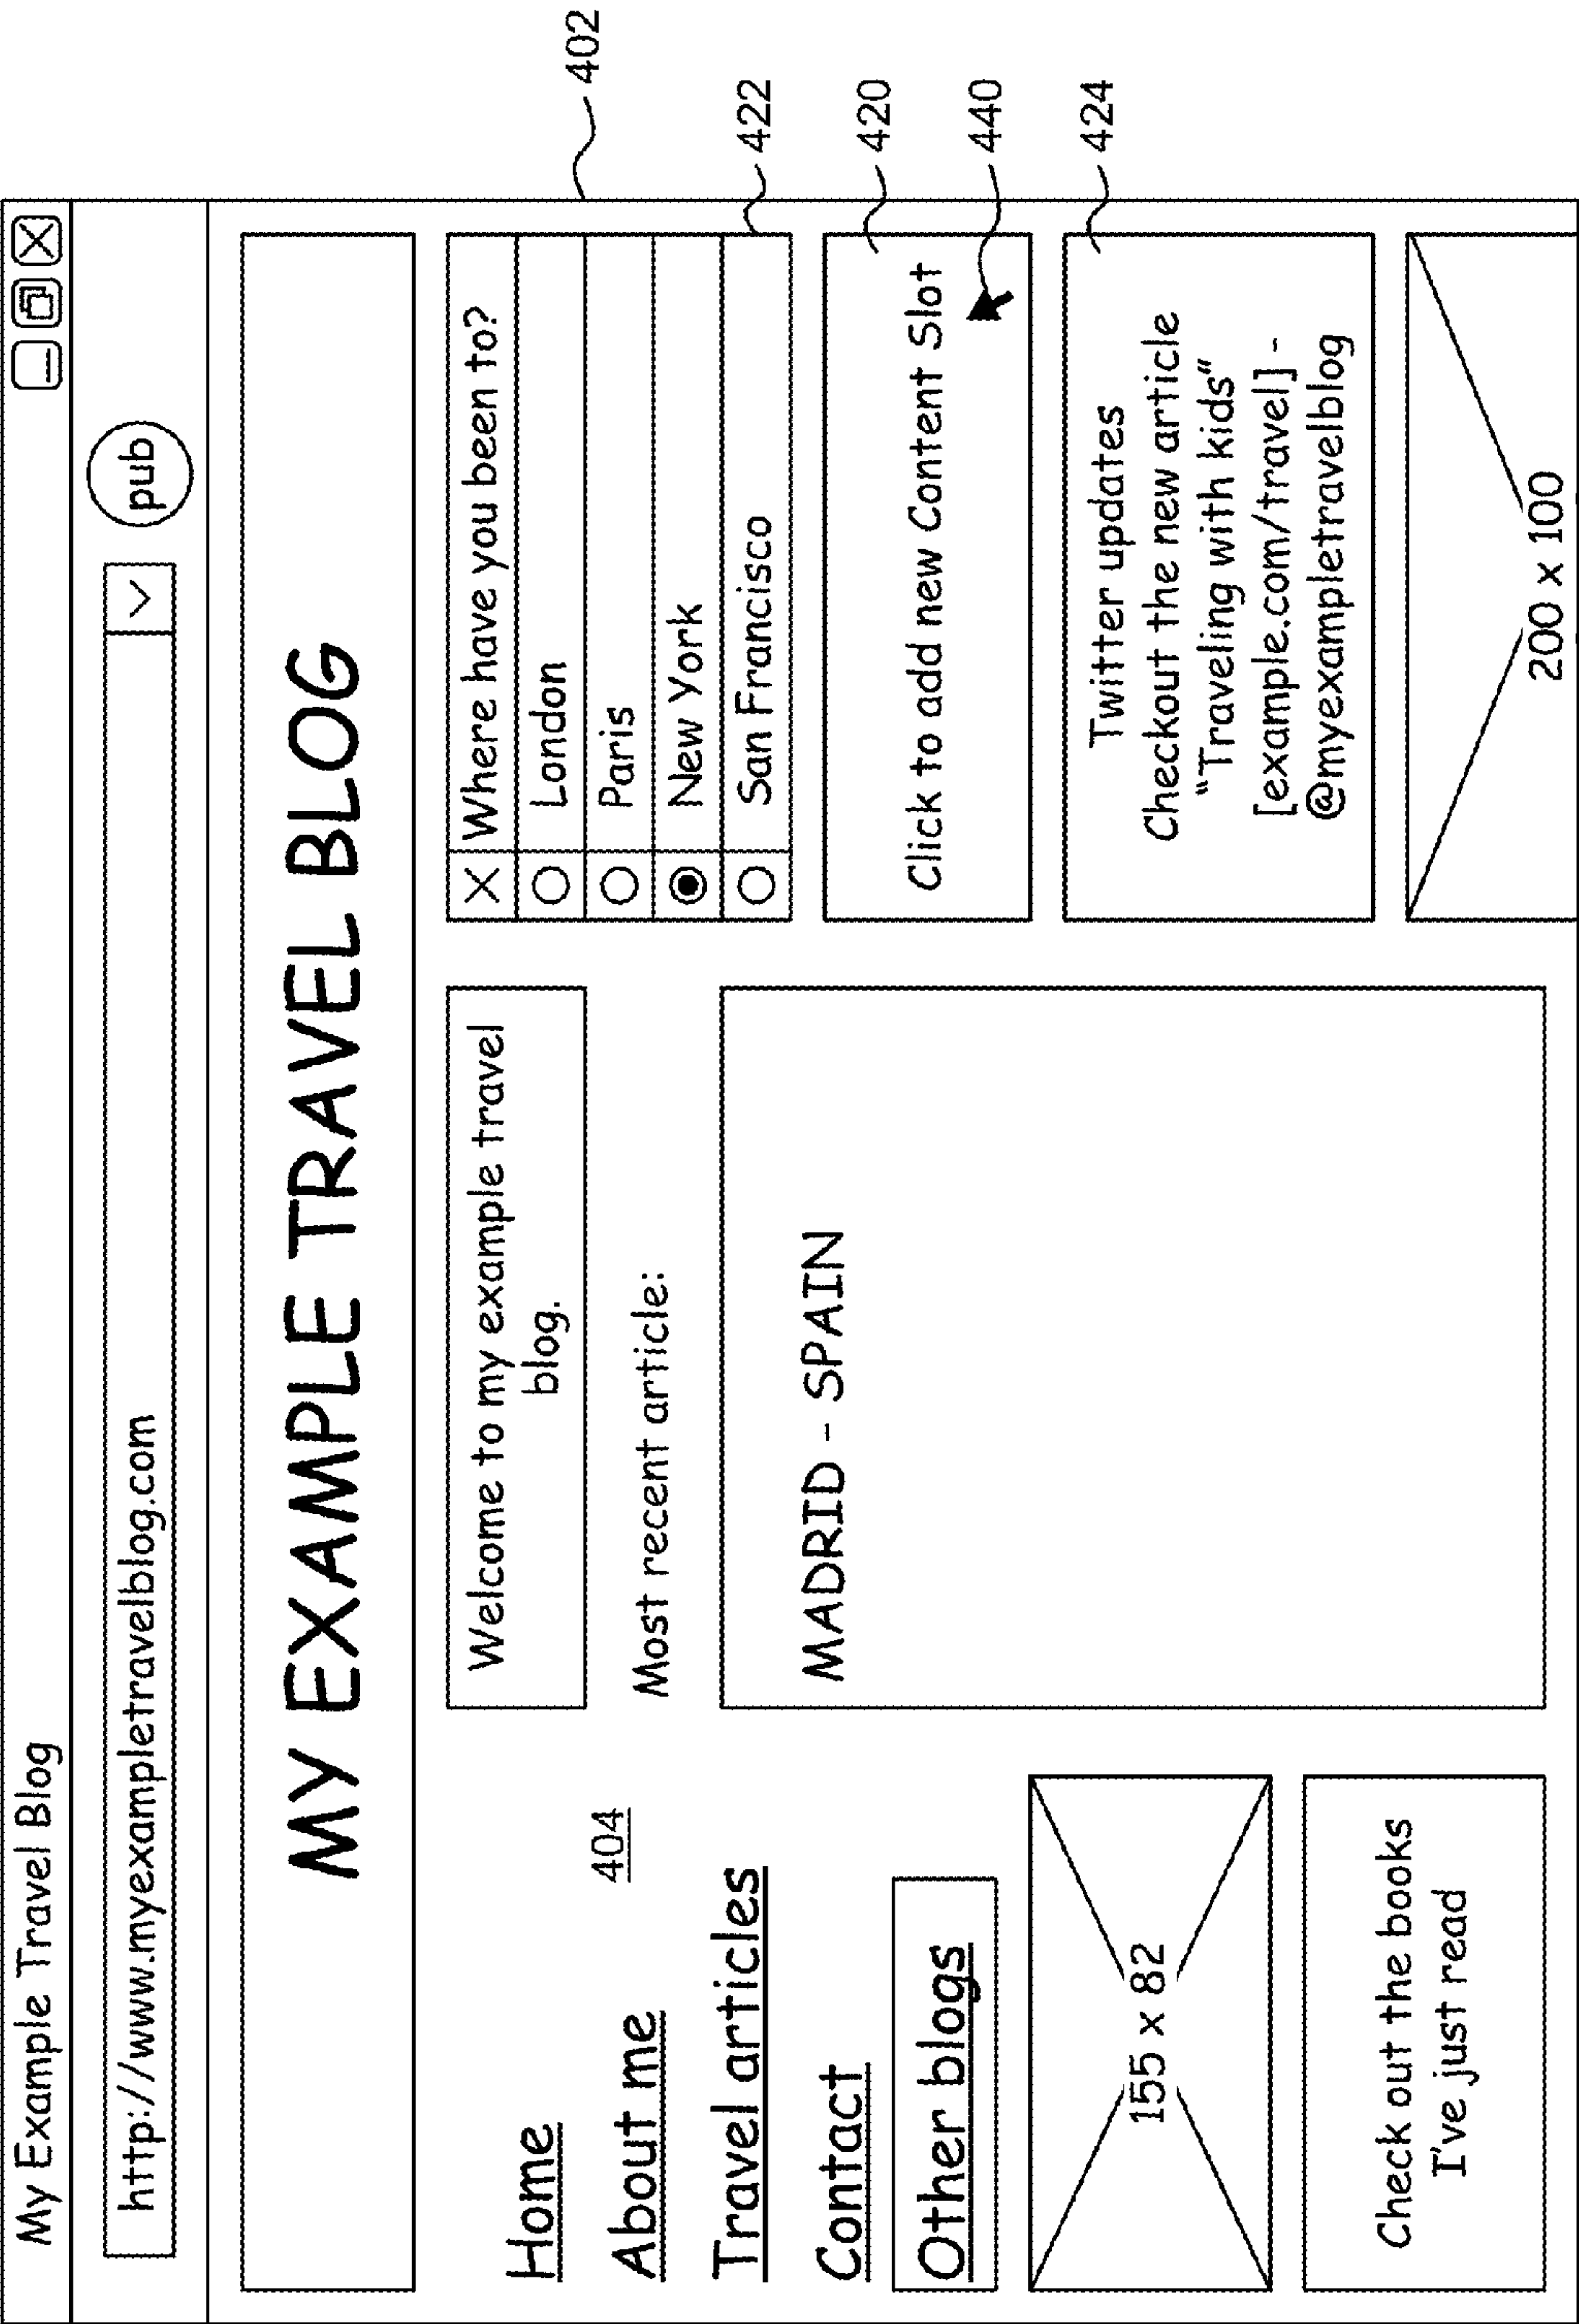 My Example Travel Blog
http://www.myexampletravelblog.com
pub
MY EXAMPLE TRAVEL BLOG
402
404
Home
About me
Travel articles
Contact
Other blogs
155 x 82
Check out the books
I've just read
Welcome to my example travel
blog.
Most recent article:
MADRID - SPAIN
X Where have you been to?
London
Paris
New York
San Francisco
422
Click to add new Content Slot
420
440
Twitter updates
Checkout the new article
"Traveling with kids"
[example.com/travel] -
@myexampletravelblog
424
200 x 100